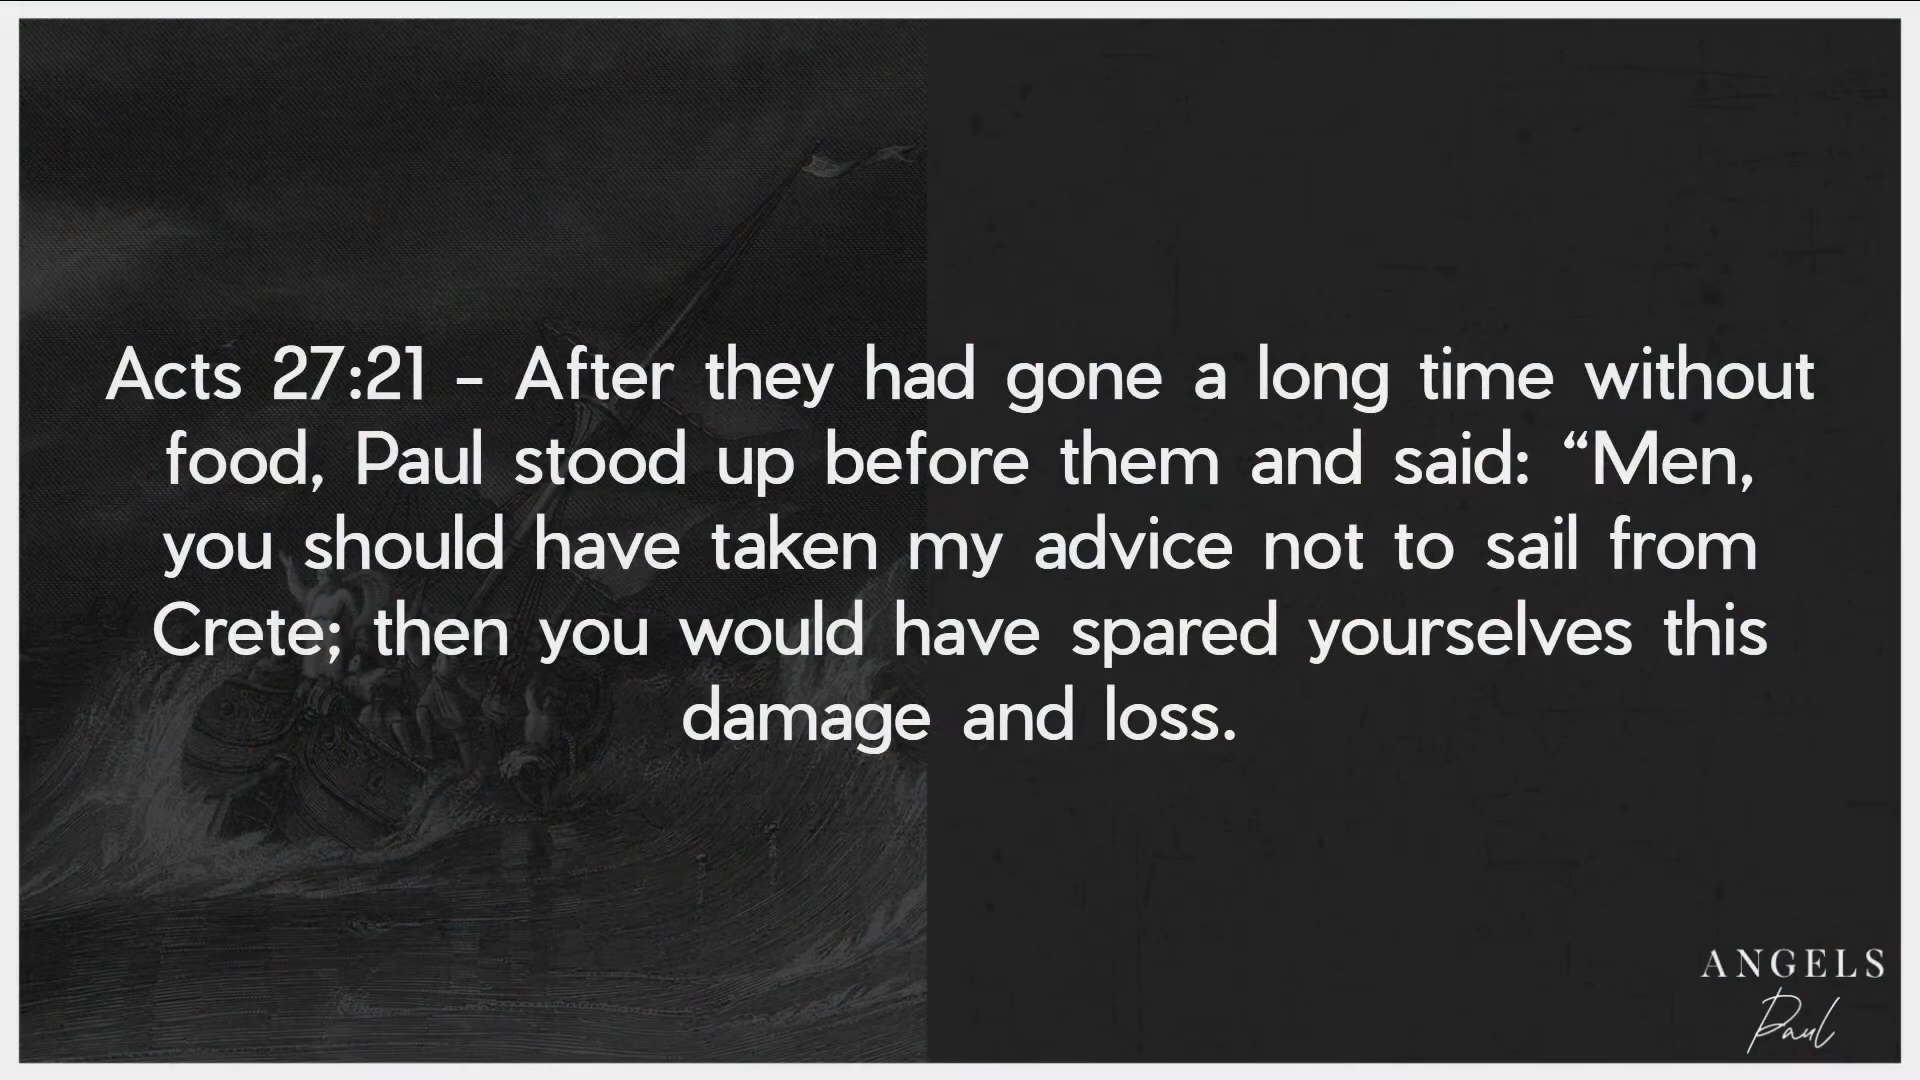 Acts 27:21 – After they had gone a long time without
food, Paul stood up before them and said: “Men,
you should have taken my advice not to sail from
Crete; then you would have spared yourselves this
damage and loss.
ANGELS
Paul